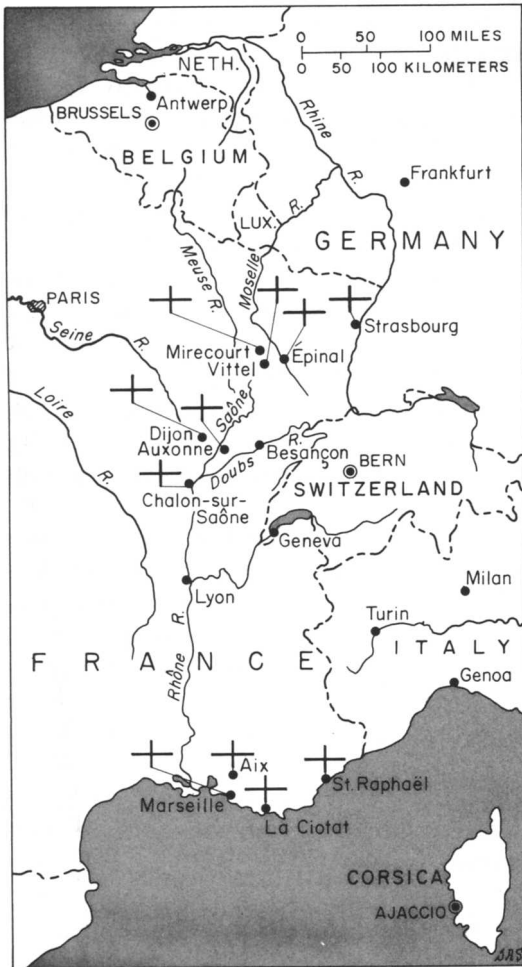 0 100 MILES
0 50 100 KILOMETERS
NETH.
Antwerp
BRUSSELS
BELGIUM
Rhine
R.
Frankfurt
LUX.
Moselle
R.
GERMANY
Meuse R.
PARIS
Seine
R.
Strasbourg
Mirecourt
Vittel
Épinal
Loire
R.
Saône
Dijon
Auxonne
Doubs
R.
Besançon
BERN
SWITZERLAND
Chalon-sur-
Saône
Geneva
Lyon
Milan
Turin
ITALY
Rhône R.
FRANCE
Genoa
Aix
Marseille
St. Raphaël
La Ciotat
CORSICA
AJACCIO